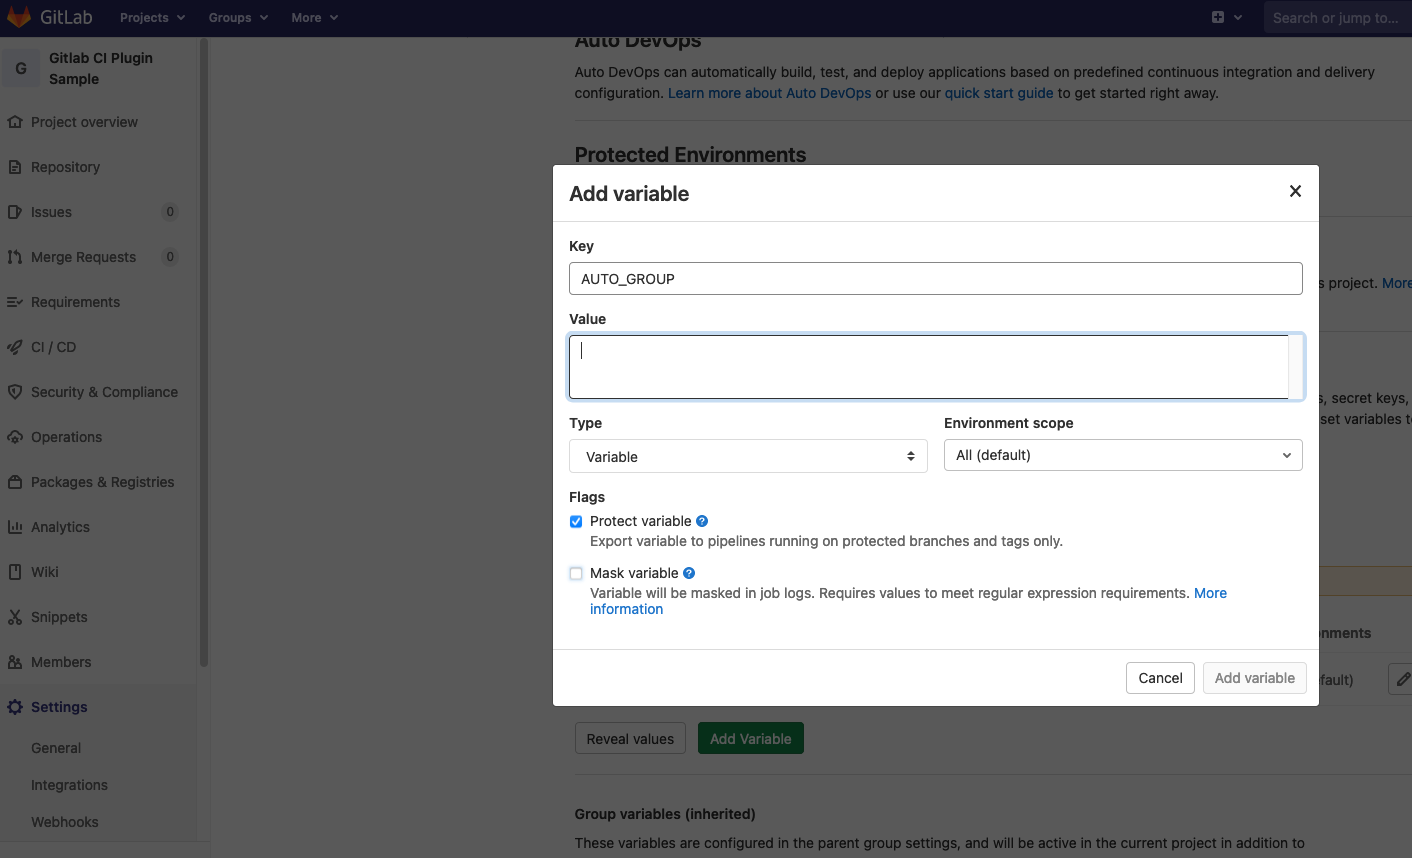 GitLab
Projects
Groups
More
Search or jump to...
G
Gitlab CI Plugin
Sample
Project overview
Repository
Issues
0
Merge Requests
0
Requirements
CI / CD
Security & Compliance
Operations
Packages & Registries
Analytics
Wiki
Snippets
Members
Settings
General
Integrations
Webhooks
Auto DevOps
Auto DevOps can automatically build, test, and deploy applications based on predefined continuous integration and delivery
configuration. Learn more about Auto DevOps or use our quick start guide to get started right away.
Protected Environments
s project. More
s, secret keys,
set variables
Add variable
Key
AUTO_GROUP
Value
Type
Environment scope
Variable
All (default)
Flags
Protect variable
Export variable to pipelines running on protected branches and tags only.
Mask variable
Variable will be masked in job logs. Requires values to meet regular expression requirements. More
information
Cancel
Add variable
Reveal values
Add Variable
Group variables (inherited)
These variables are configured in the parent group settings, and will be active in the current project in addition to